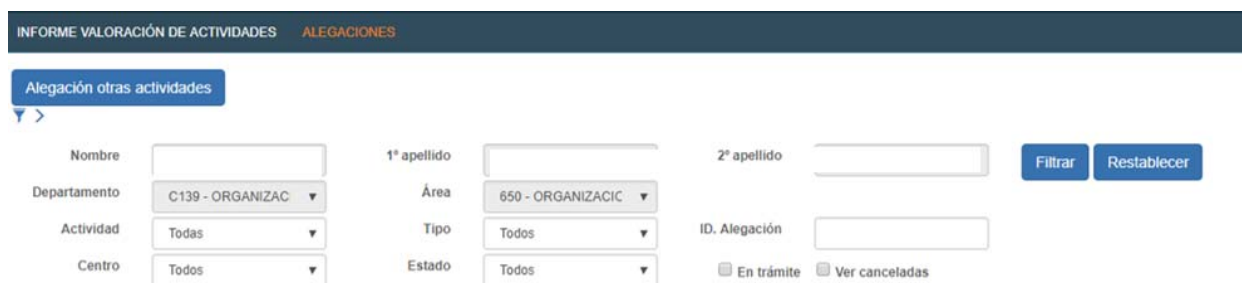 INFORME VALORACIÓN DE ACTIVIDADES ALEGACIONES
Alegación otras actividades
Nombre 1º apellido 2º apellido Filtrar Restablecer
Departamento C139 - ORGANIZAC Área 650 - ORGANIZACIC
Actividad Todas Tipo Todos ID. Alegación
Centro Todos Estado Todos En trámite Ver canceladas